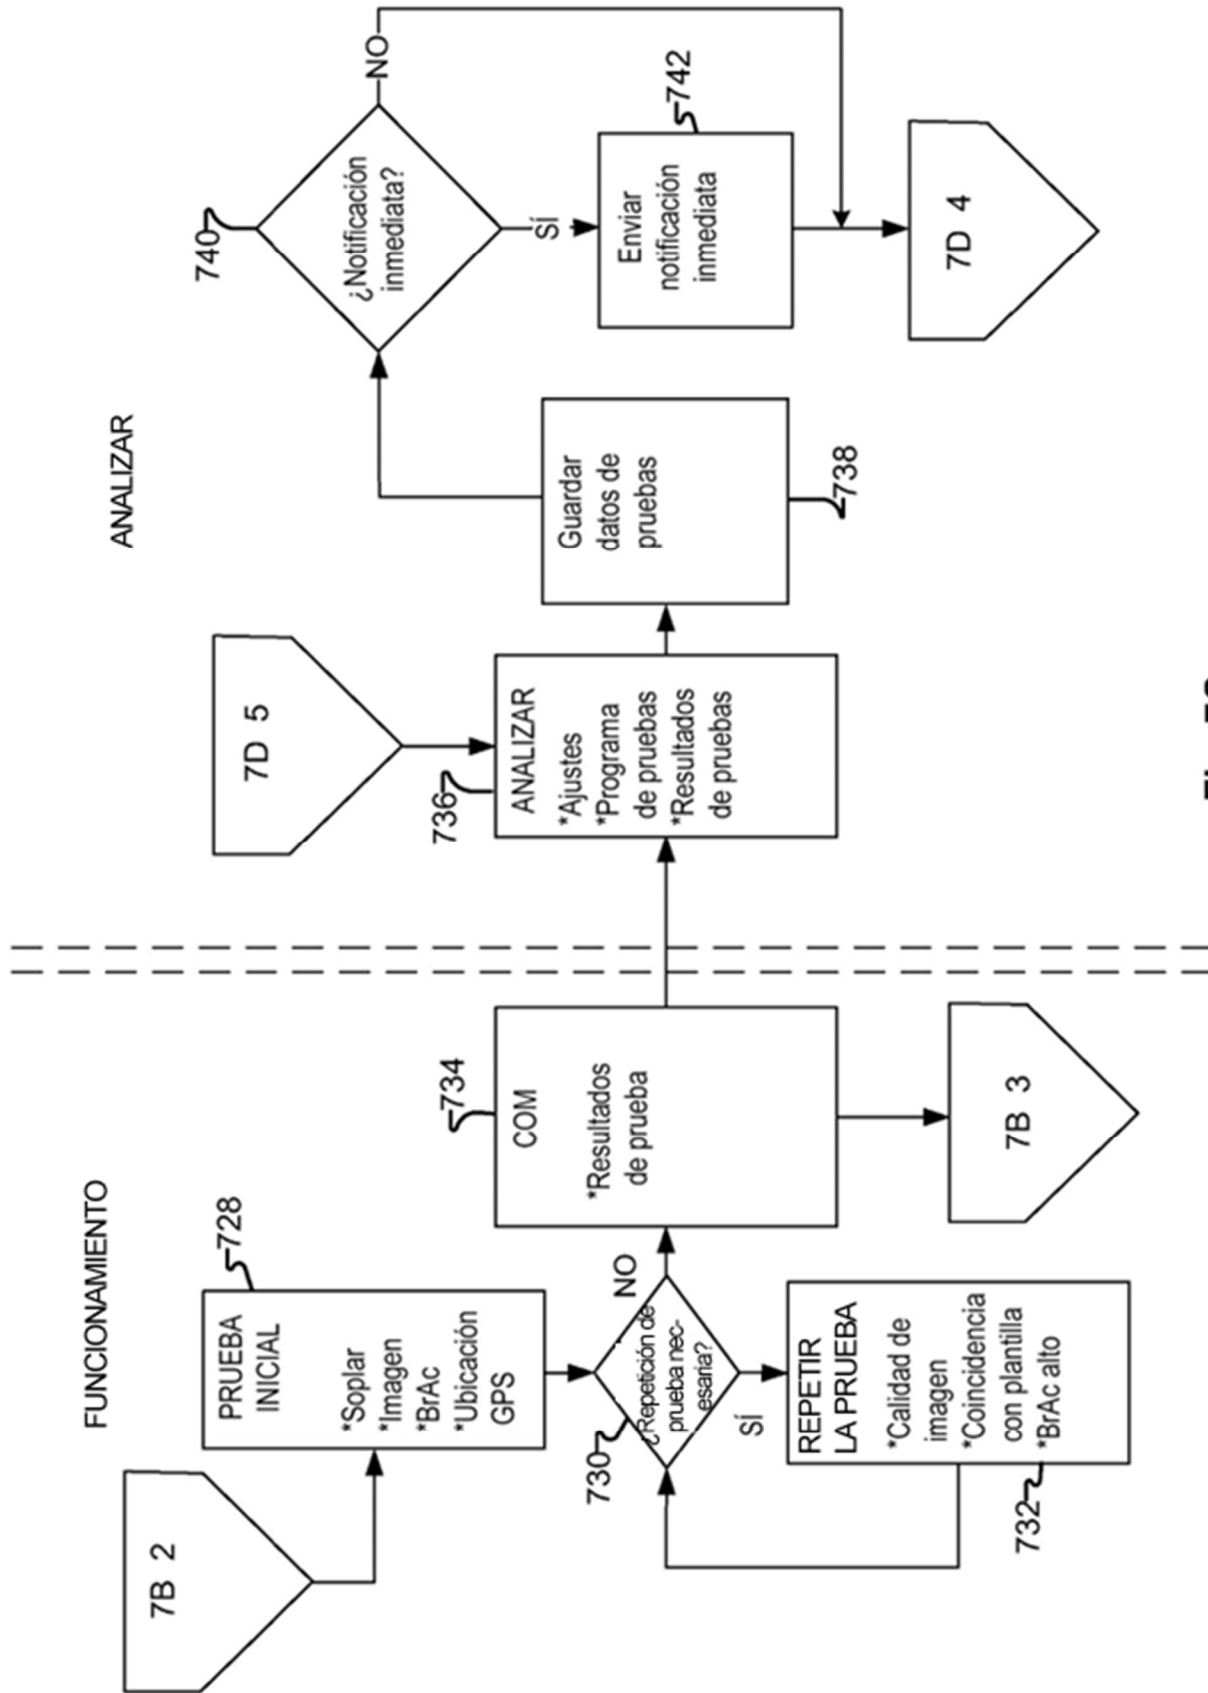 FUNCIONAMIENTO
7B 2
PRUEBA
INICIAL
*Soplar
*Imagen
*BrAc
*Ubicación
GPS
728
¿Repetición de
prueba nec-
esaria?
730
NO
SÍ
REPETIR
LA PRUEBA
*Calidad de
imagen
*Coincidencia
con plantilla
*BrAc alto
732
COM
*Resultados
de prueba
734
7B 3
ANALIZAR
7D 5
736
ANALIZAR
*Ajustes
*Programa
de pruebas
*Resultados
de pruebas
Guardar
datos de
pruebas
738
740
¿Notificación
inmediata?
NO
SÍ
Enviar
notificación
inmediata
742
7D 4